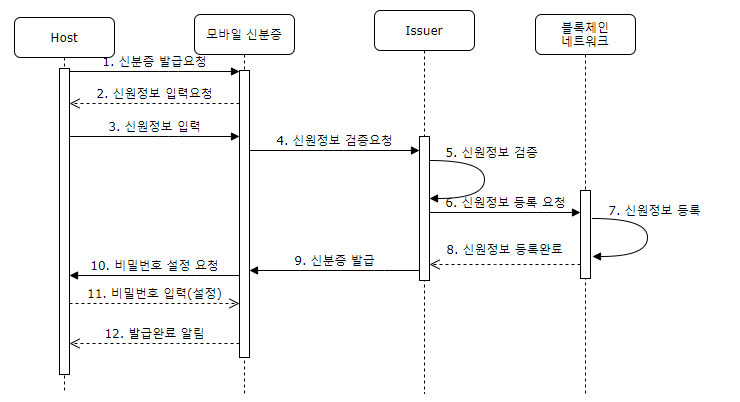 Host
모바일 신분증
Issuer
블록체인
네트워크
1. 신분증 발급요청
2. 신원정보 입력요청
3. 신원정보 입력
4. 신원정보 검증요청
5. 신원정보 검증
6. 신원정보 등록 요청
7. 신원정보 등록
8. 신원정보 등록완료
9. 신분증 발급
10. 비밀번호 설정 요청
11. 비밀번호 입력(설정)
12. 발급완료 알림